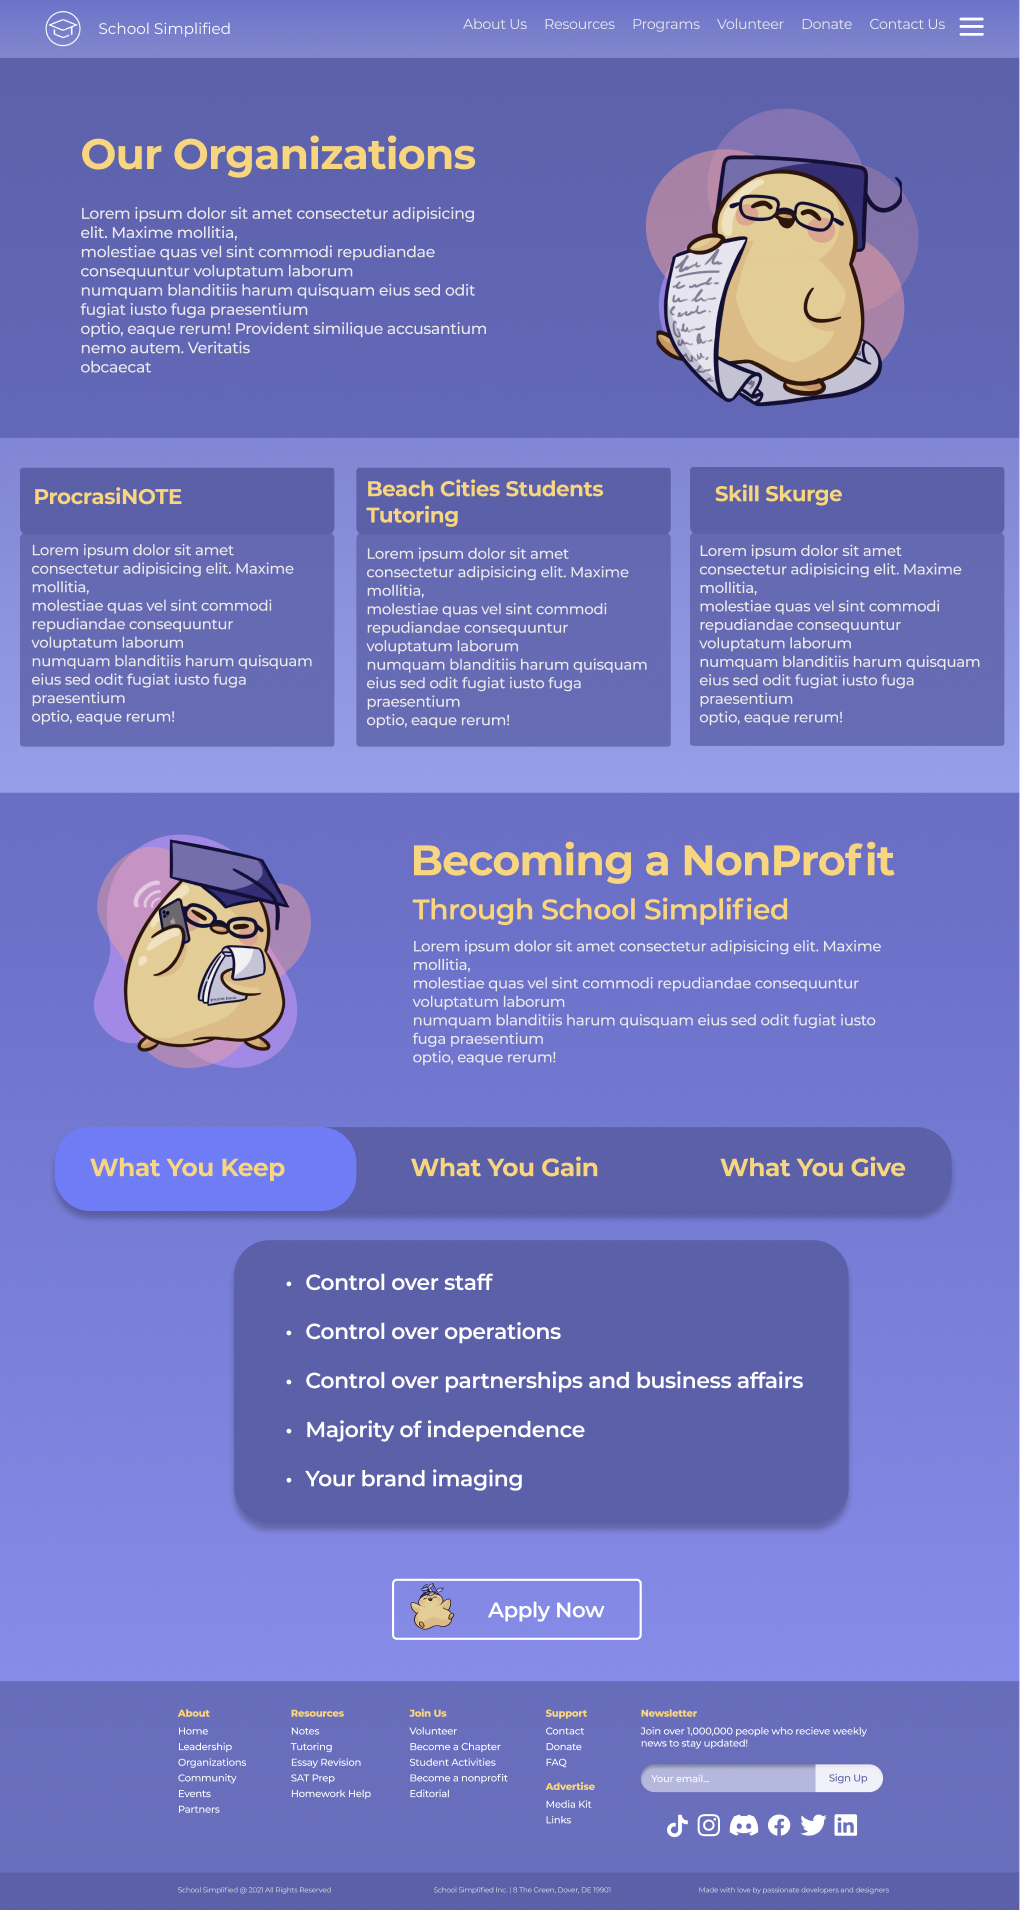 School Simplified
About Us Resources Programs Volunteer Donate Contact Us
Our Organizations
Lorem ipsum dolor sit amet consectetur adipisicing
elit. Maxime mollitia,
molestiae quas vel sint commodi repudiandae
consequuntur voluptatum laborum
numquam blanditiis harum quisquam eius sed odit
fugiat iusto fuga praesentium
optio, eaque rerum! Provident similique accusantium
nemo autem. Veritatis
obcaecat
ProcrasiNOTE
Lorem ipsum dolor sit amet
consectetur adipisicing elit. Maxime
mollitia,
molestiae quas vel sint commodi
repudiandae consequuntur
voluptatum laborum
numquam blanditiis harum quisquam
eius sed odit fugiat iusto fuga
praesentium
optio, eaque rerum!
Beach Cities Students
Tutoring
Lorem ipsum dolor sit amet
consectetur adipisicing elit. Maxime
mollitia,
molestiae quas vel sint commodi
repudiandae consequuntur
voluptatum laborum
numquam blanditiis harum quisquam
eius sed odit fugiat iusto fuga
praesentium
optio, eaque rerum!
Skill Skurge
Lorem ipsum dolor sit amet
consectetur adipisicing elit. Maxime
mollitia,
molestiae quas vel sint commodi
repudiandae consequuntur
voluptatum laborum
numquam blanditiis harum quisquam
eius sed odit fugiat iusto fuga
praesentium
optio, eaque rerum!
phone book
Becoming a NonProfit
Through School Simplified
Lorem ipsum dolor sit amet consectetur adipisicing elit. Maxime
mollitia,
molestiae quas vel sint commodi repudiandae consequuntur
voluptatum laborum
numquam blanditiis harum quisquam eius sed odit fugiat iusto
fuga praesentium
optio, eaque rerum!
What You Keep
What You Gain
What You Give
• Control over staff
• Control over operations
• Control over partnerships and business affairs
• Majority of independence
• Your brand imaging
Apply Now
About
Home
Leadership
Organizations
Community
Events
Partners
Resources
Notes
Tutoring
Essay Revision
SAT Prep
Homework Help
Join Us
Volunteer
Become a Chapter
Student Activities
Become a nonprofit
Editorial
Support
Contact
Donate
FAQ
Advertise
Media Kit
Links
Newsletter
Join over 1,000,000 people who recieve weekly
news to stay updated!
Your email...
Sign Up
School Simplified @ 2021 All Rights Reserved
School Simplified Inc. | 8 The Green, Dover, DE 19901
Made with love by passionate developers and designers